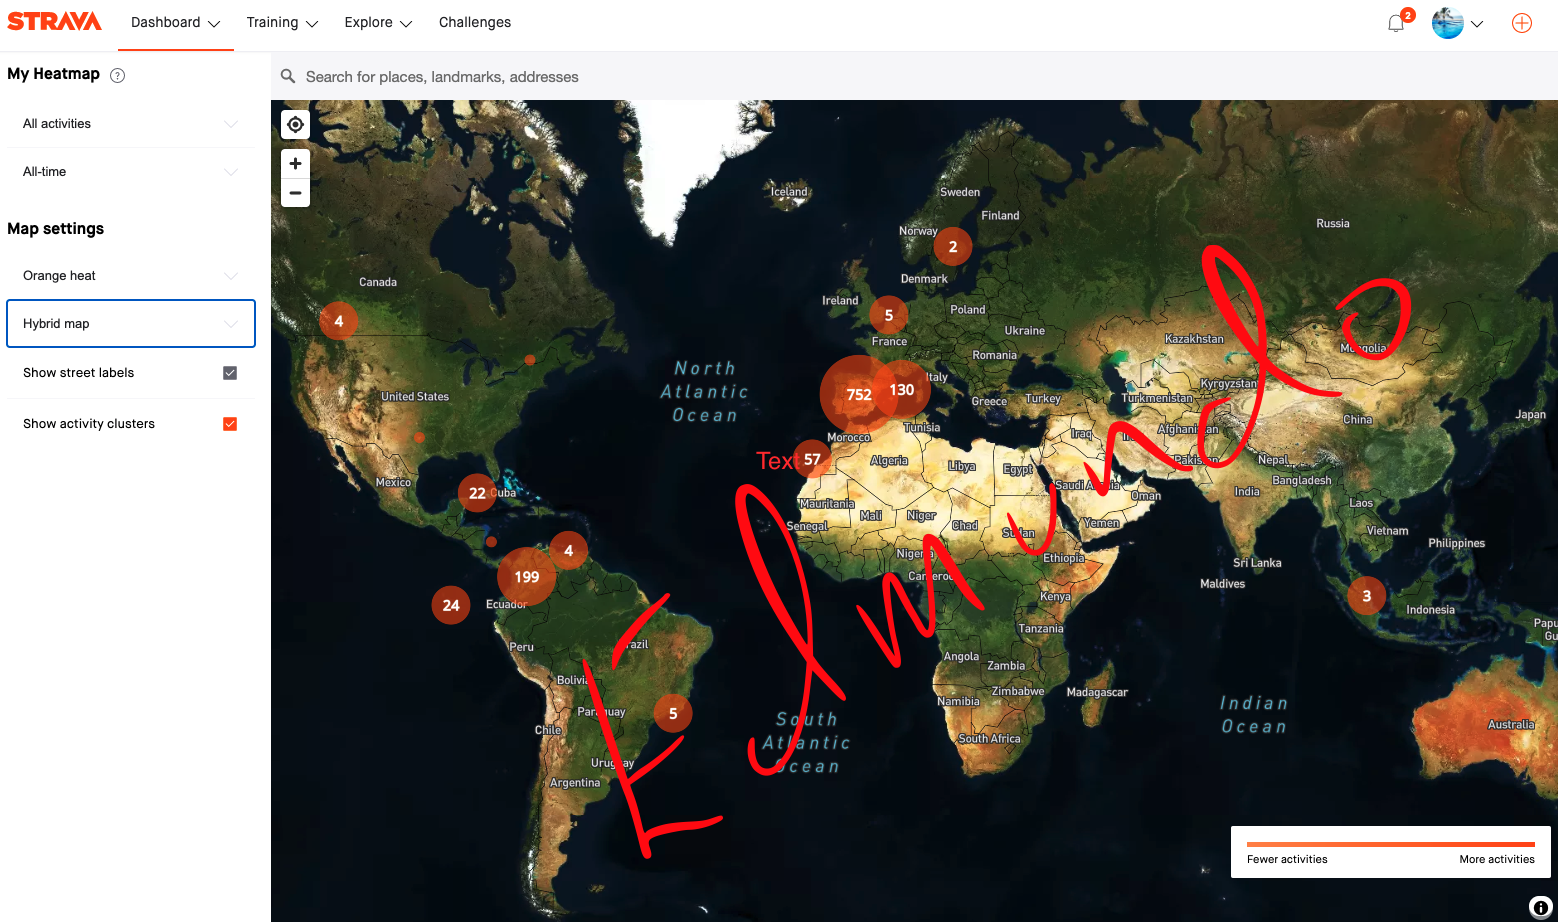 STRAVA
Dashboard
Training
Explore
Challenges
2
My Heatmap ?
All activities
All-time
Map settings
Orange heat
Hybrid map
Show street labels
Show activity clusters
Search for places, landmarks, addresses
+
−
Iceland
Sweden
Finland
Norway
Russia
2
Denmark
Canada
Ireland
4
5
Poland
France
Ukraine
Kazakhstan
Mongolia
Romania
North
Atlantic
Ocean
Italy
Kyrgyzstan
752
130
United States
Greece
Turkey
Turkmenistan
Japan
China
Tunisia
Morocco
Iraq
Afghanistan
Text
57
Algeria
Libya
Egypt
Pakistan
Nepal
Mexico
Bangladesh
22
Cuba
Saudi Arabia
Oman
India
Mauritania
Laos
Mali
Niger
Chad
Senegal
Yemen
Sudan
Vietnam
Philippines
4
Nigeria
Ethiopia
Sri Lanka
199
Cameroon
Maldives
24
Ecuador
Kenya
3
Indonesia
Tanzania
Papu
Gu
Peru
Brazil
Angola
Zambia
Bolivia
Zimbabwe
Madagascar
Namibia
Indian
Ocean
5
Paraguay
South
Atlantic
Ocean
Chile
Australia
South Africa
Uruguay
Argentina
Fewer activities
More activities